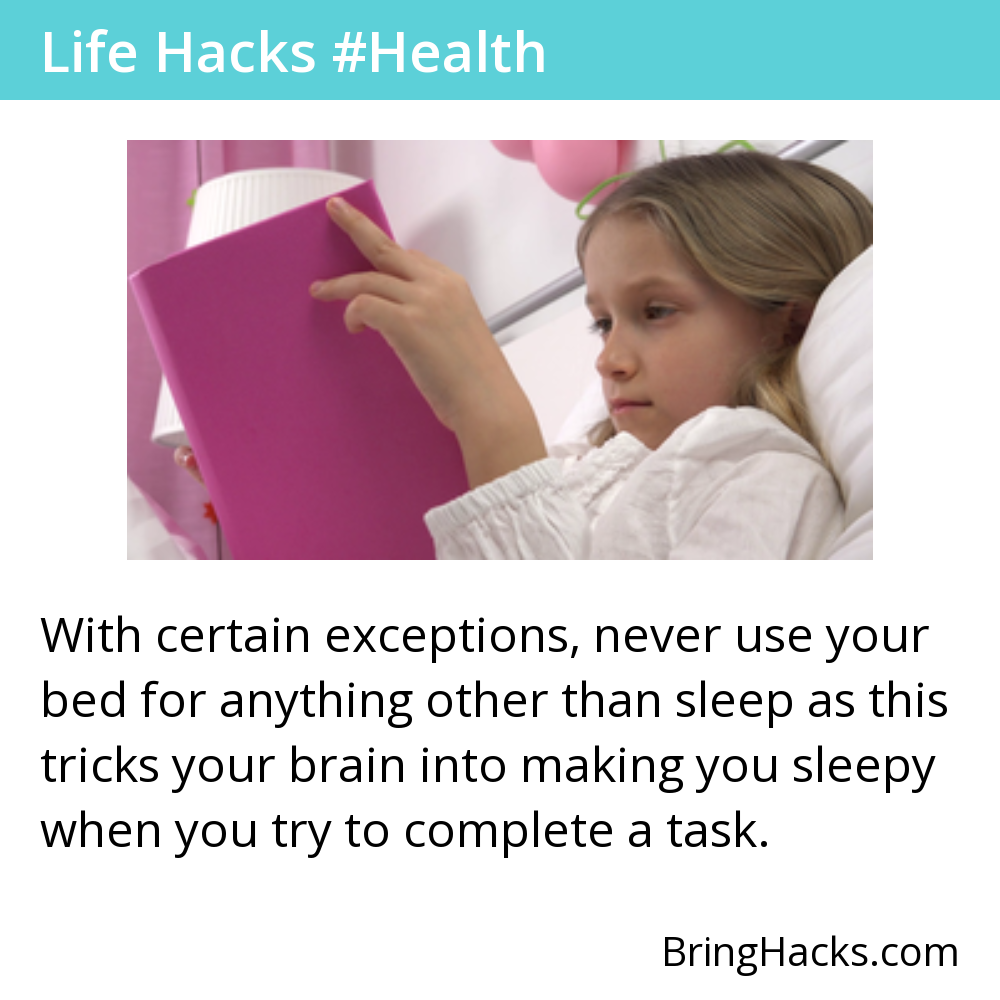 Life Hacks #Health
With certain exceptions, never use your
bed for anything other than sleep as this
tricks your brain into making you sleepy
when you try to complete a task.
BringHacks.com